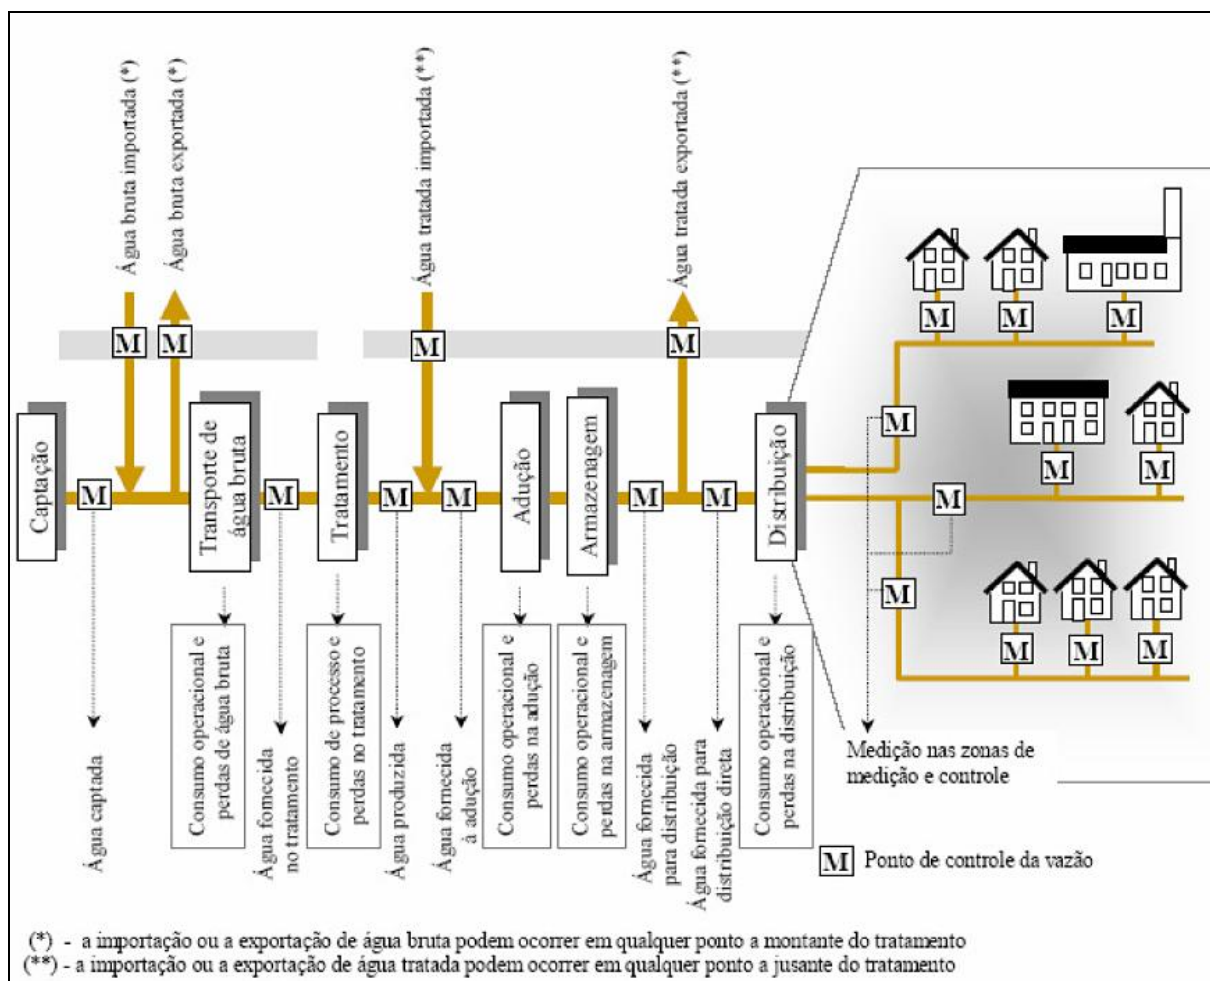 Água bruta importada (*)
Água bruta exportada (*)
Água tratada importada (**)
Água tratada exportada (**)
M
M
M
M
M
M
M
Captação
M
Transporte de
água bruta
M
Tratamento
M
M
Adução
Armazenagem
M
M
Distribuição
M
M
M
M
M
M
M
M
Água captada
Consumo operacional e
perdas de água bruta
Água fornecida
no tratamento
Consumo de processo e
perdas no tratamento
Água produzida
Água fornecida
à adução
Consumo operacional e
perdas na adução
Consumo operacional e
perdas na armazenagem
Água fornecida
para distribuição
Água fornecida para
distribuição direta
Consumo operacional e
perdas na distribuição
Medição nas zonas de
medição e controle
M Ponto de controle da vazão
(*) - a importação ou a exportação de água bruta podem ocorrer em qualquer ponto a montante do tratamento
(**) - a importação ou a exportação de água tratada podem ocorrer em qualquer ponto a jusante do tratamento